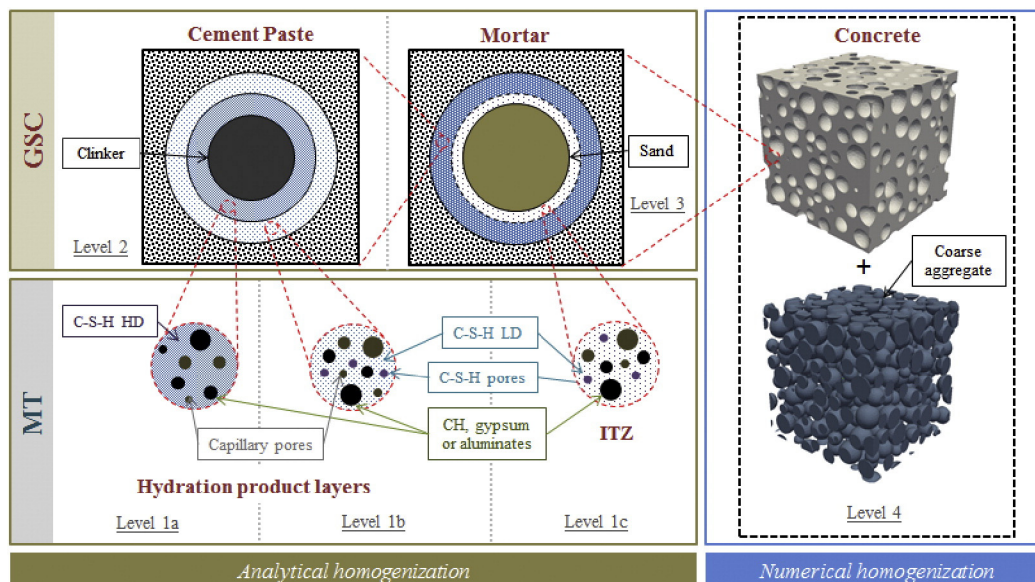 GSC
Cement Paste
Clinker
Level 2
Mortar
Sand
Level 3
Concrete
+
Coarse
aggregate
Level 4
MT
C-S-H HD
C-S-H LD
C-S-H pores
Capillary pores
CH, gypsum
or aluminates
ITZ
Hydration product layers
Level 1a
Level 1b
Level 1c
Analytical homogenization
Numerical homogenization